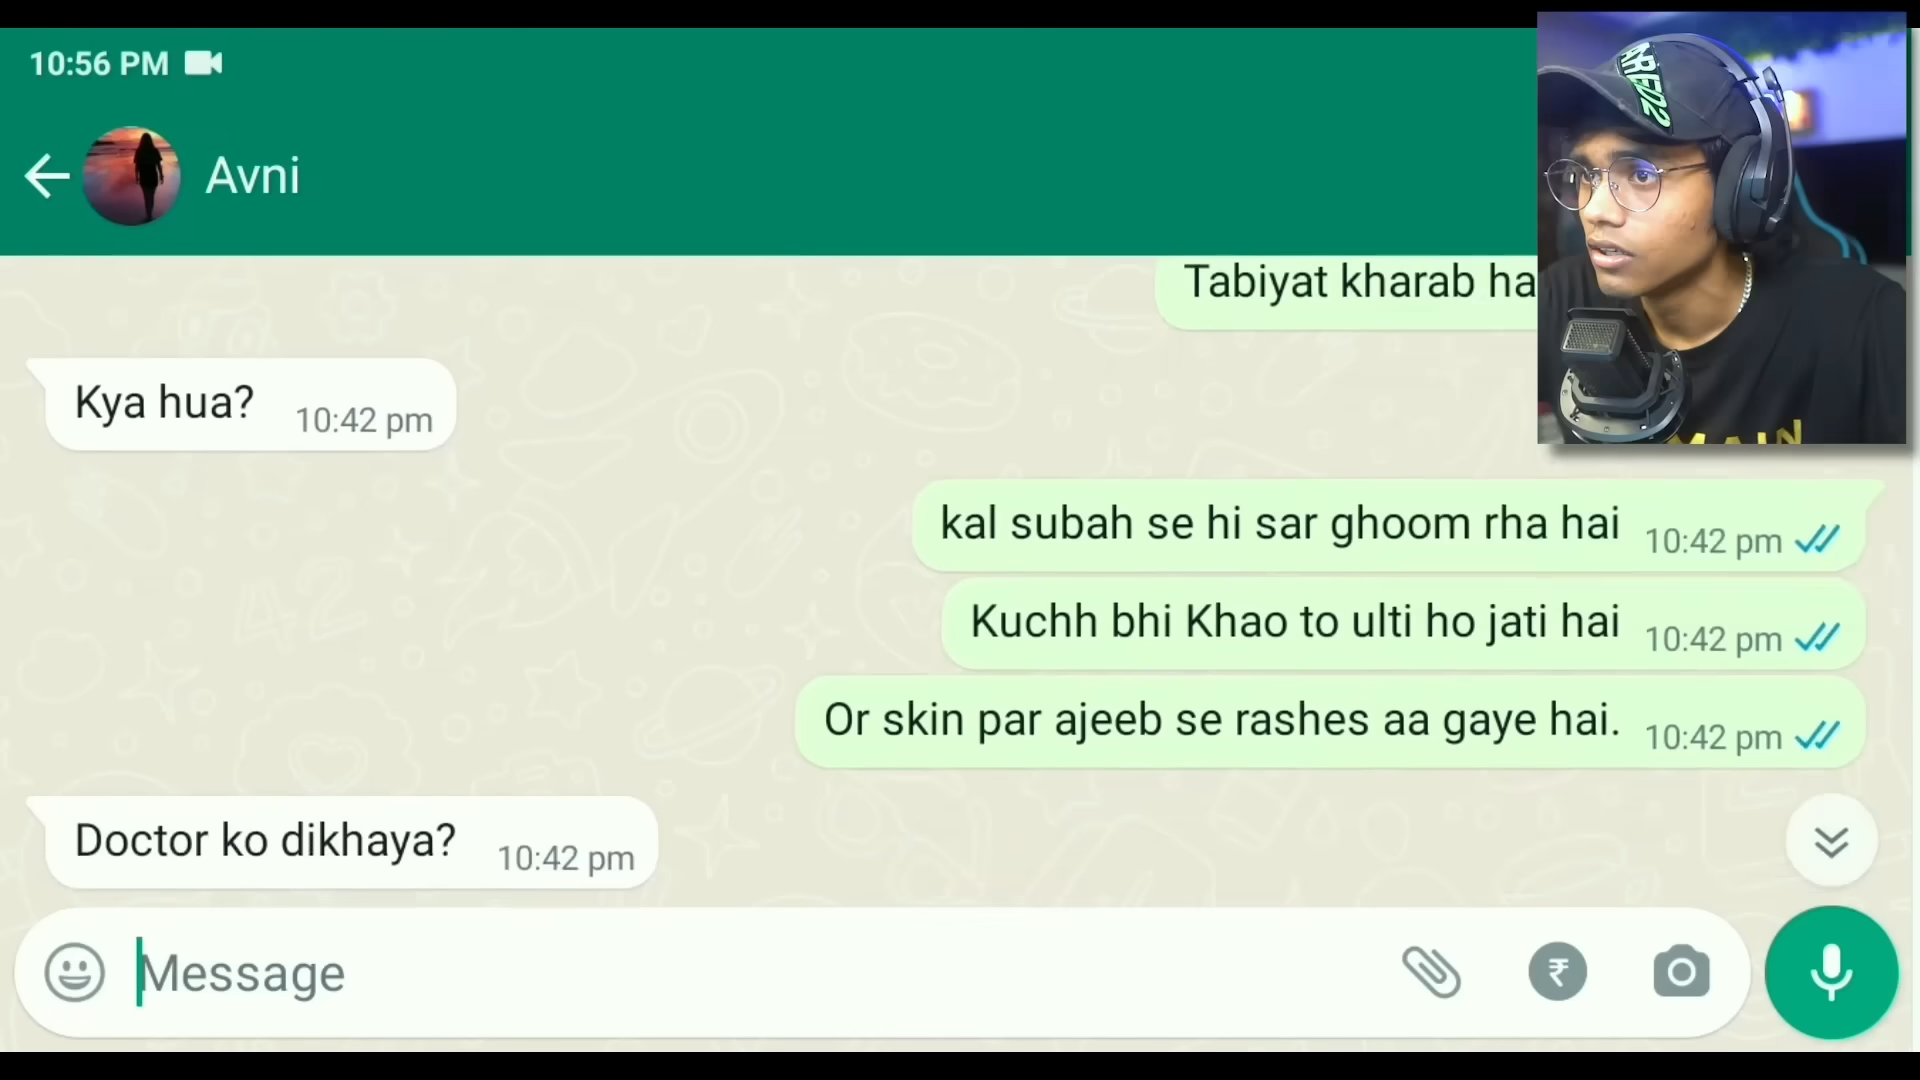 10:56 PM
Avni
Tabiyat kharab ha
Kya hua? 10:42 pm
kal subah se hi sar ghoom rha hai 10:42 pm
Kuchh bhi Khao to ulti ho jati hai 10:42 pm
Or skin par ajeeb se rashes aa gaye hai. 10:42 pm
Doctor ko dikhaya? 10:42 pm
Message
₹